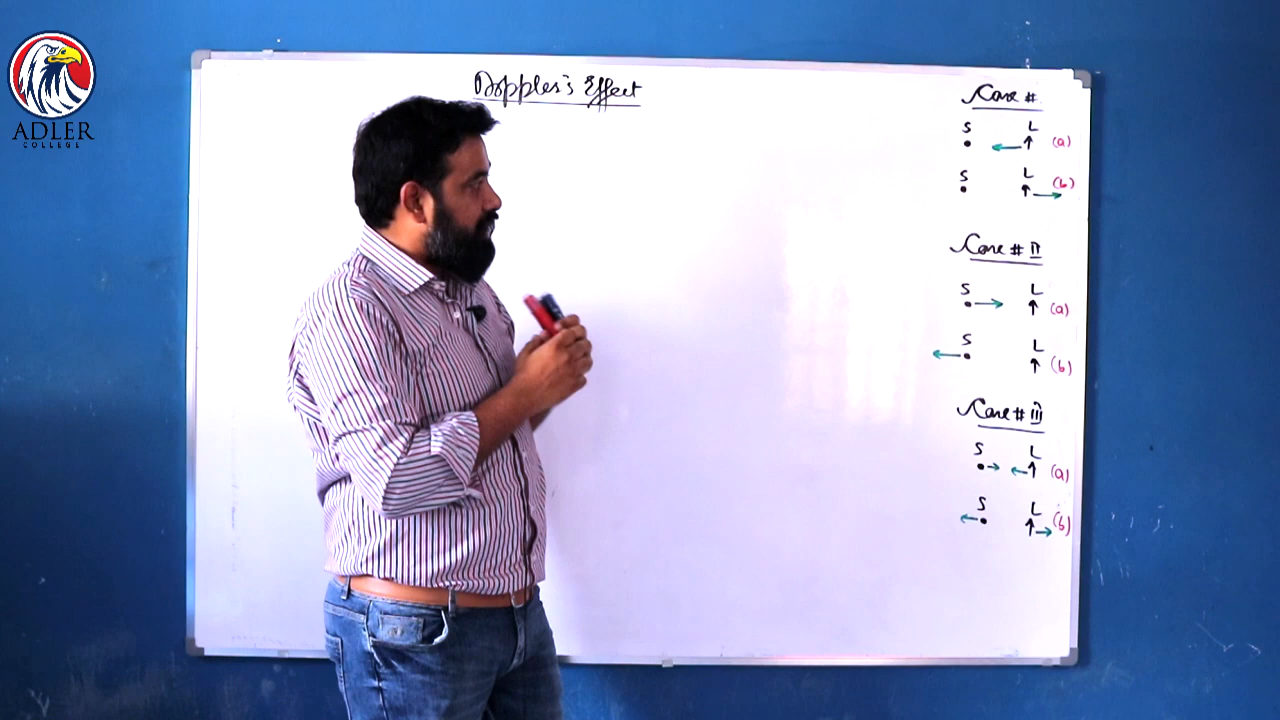 ADLER
COLLEGE
Doppler's Effect
Case #
S L (a)
S L (b)
Case # II
S L (a)
S L (b)
Case # III
S L (a)
S L (b)